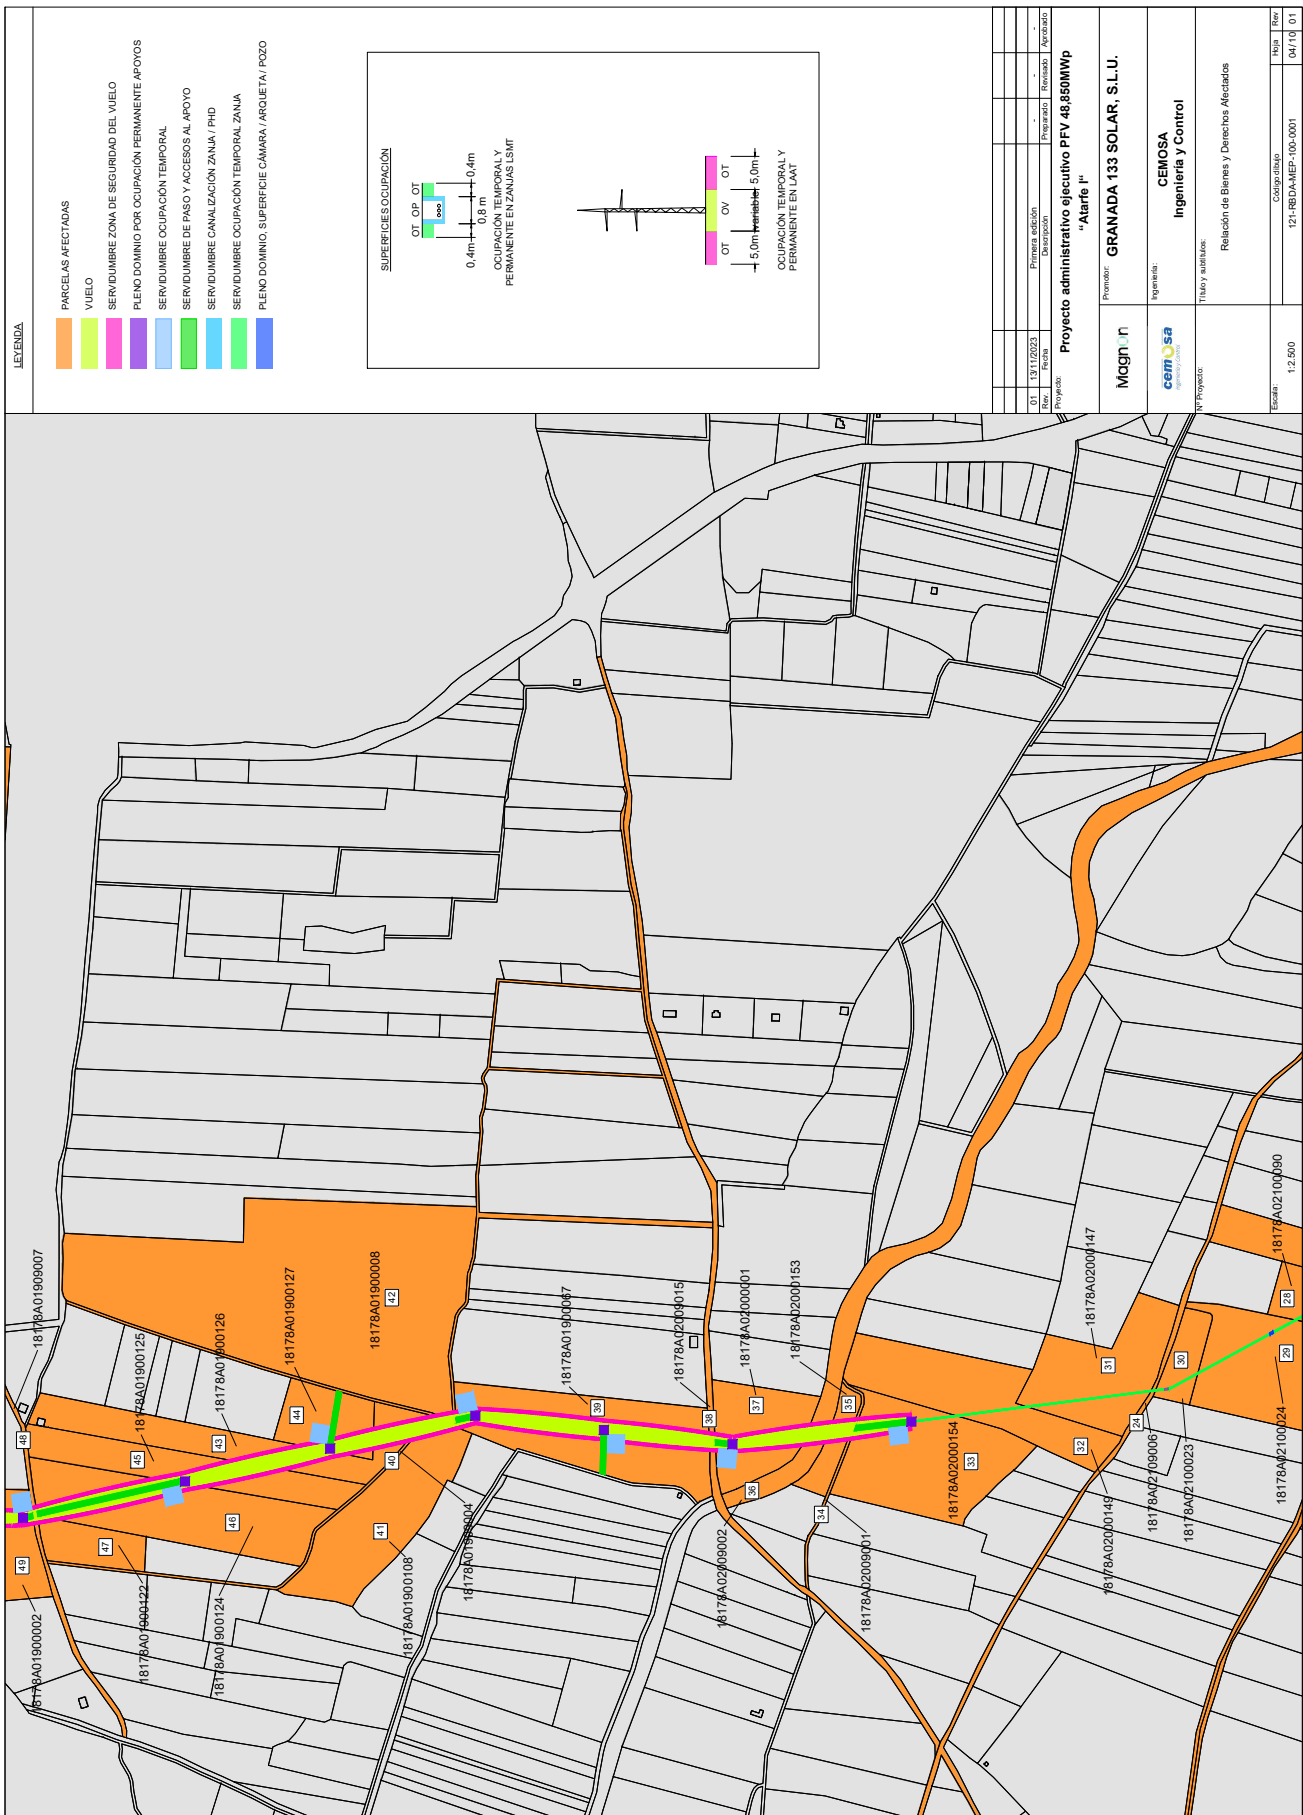 LEYENDA
PARCELAS AFECTADAS
VUELO
SERVIDUMBRE ZONA DE SEGURIDAD DEL VUELO
PLENO DOMINIO POR OCUPACIÓN PERMANENTE APOYOS
SERVIDUMBRE OCUPACIÓN TEMPORAL
SERVIDUMBRE DE PASO Y ACCESOS AL APOYO
SERVIDUMBRE CANALIZACIÓN ZANJA / PHD
SERVIDUMBRE OCUPACIÓN TEMPORAL ZANJA
PLENO DOMINIO, SUPERFICIE CÁMARA / ARQUETA / POZO
SUPERFICIES OCUPACIÓN
OT OP OT
0,4m 0,4m
0,8 m
OCUPACIÓN TEMPORAL Y
PERMANENTE EN ZANJAS LSMT
OT OV OT
5,0m variable 5,0m
OCUPACIÓN TEMPORAL Y
PERMANENTE EN LAAT
01 13/11/2023 Primera edición - - -
Rev. Fecha Descripción Preparado Revisado Aprobado
Proyecto:
Proyecto administrativo ejecutivo PFV 48,850MWp
"Atarfe I"
Magnon
Promotor:
GRANADA 133 SOLAR, S.L.U.
cemosa
ingeniería y control
Ingeniería:
CEMOSA
Ingeniería y Control
Nº Proyecto:
Título y subtítulos:
Relación de Bienes y Derechos Afectados
Escala:
1:2.500
Código dibujo
121-RBDA-MEP-100-0001
Hoja
04/10
Rev
01
18178A01909007
48
49
18178A01900002
18178A01900125
45
47
18178A01900122
18178A01900126
43
46
18178A01900124
18178A01900127
44
18178A01900008
42
40
41
18178A01900108
18178A01909004
18178A01900067
39
18178A02009015
38
18178A02000001
37
36
18178A02009002
18178A02000153
35
34
18178A02009001
33
18178A02000154
18178A02000147
31
32
18178A02000149
24
18178A02109006
30
18178A02100023
18178A02100090
28
29
18178A02100024